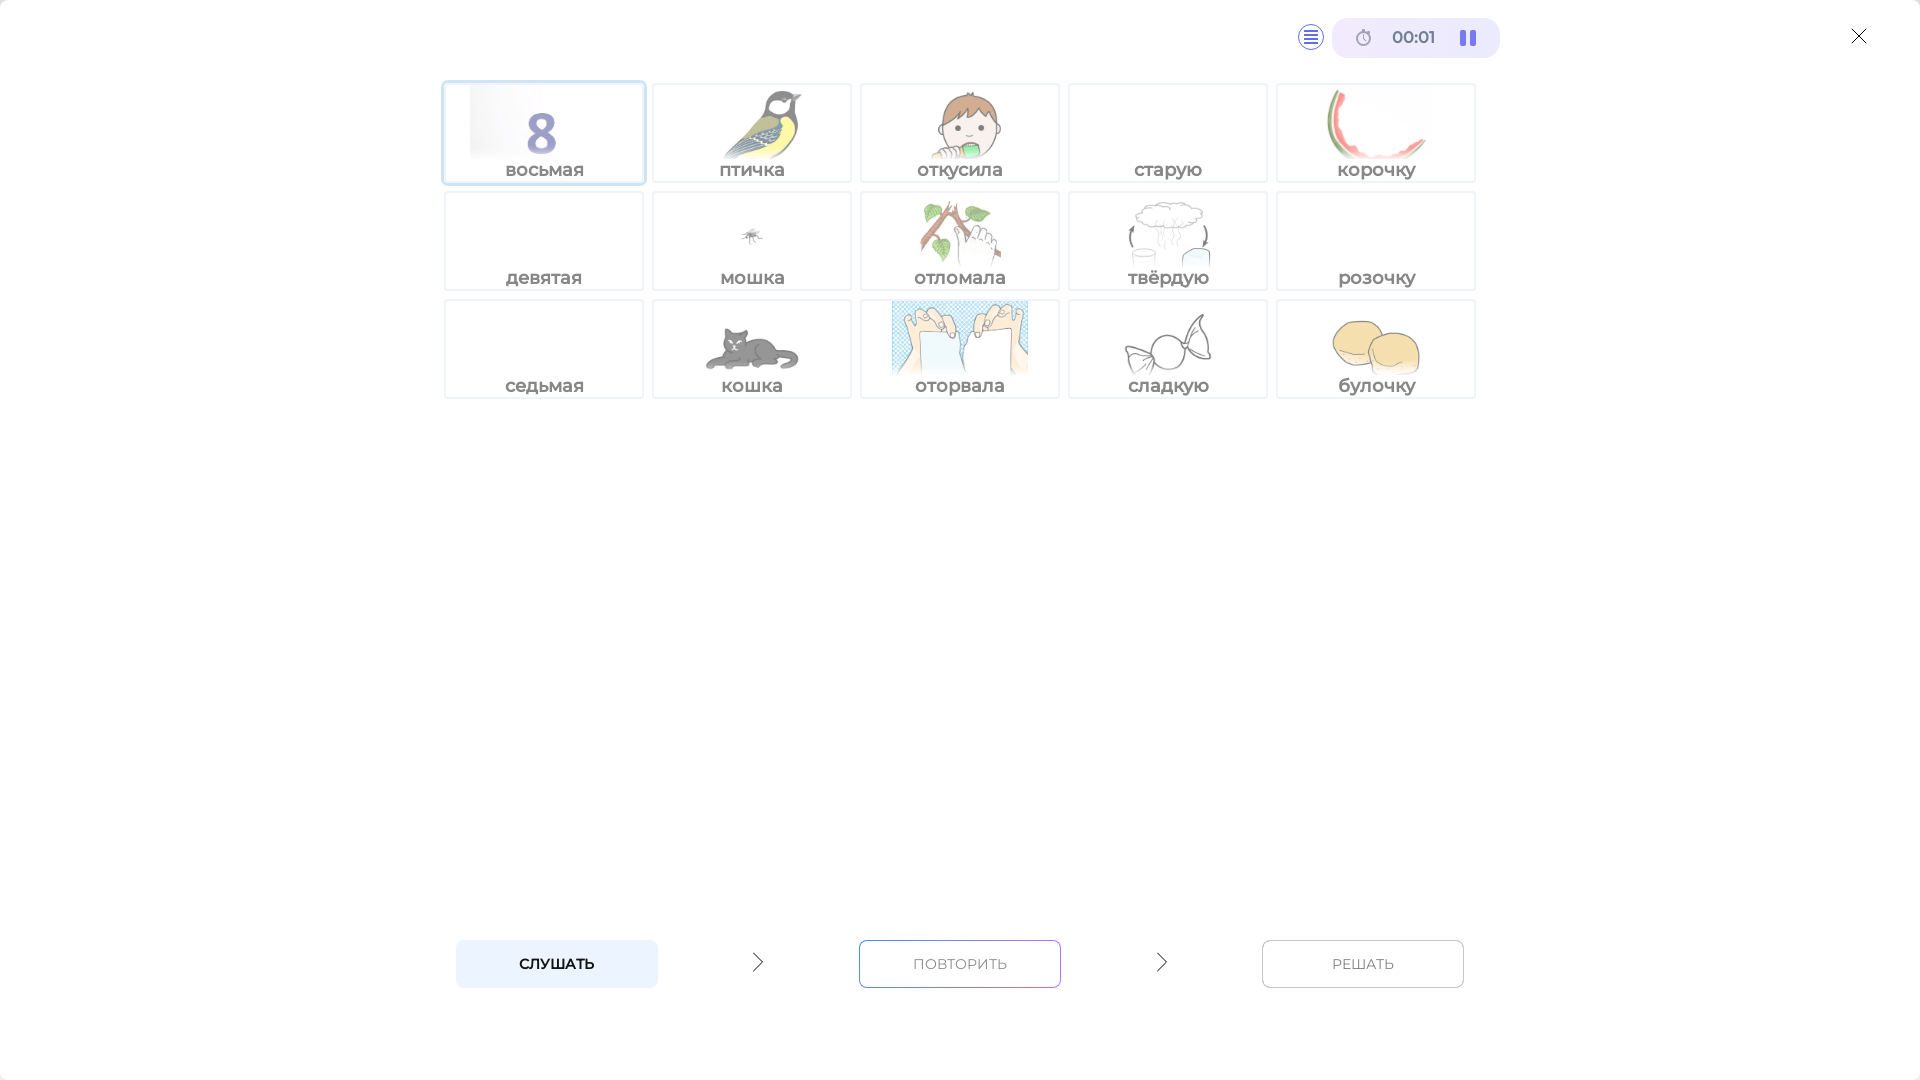 00:01
8
восьмая птичка откусила старую корочку
девятая мошка отломала твёрдую розочку
седьмая кошка оторвала сладкую булочку
СЛУШАТЬ ПОВТОРИТЬ РЕШАТЬ